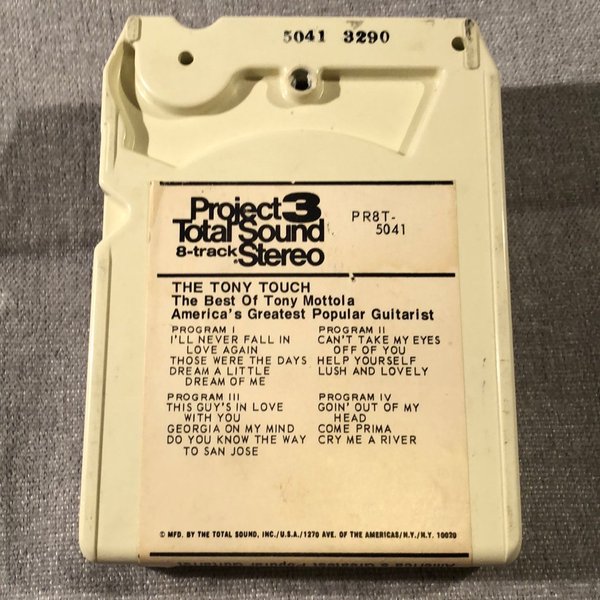 5041 3290
Project 3
Total Sound
8-track Stereo
PR8T-
5041
THE TONY TOUCH
The Best Of Tony Mottola
America's Greatest Popular Guitarist
PROGRAM I
I'LL NEVER FALL IN
LOVE AGAIN
THOSE WERE THE DAYS
DREAM A LITTLE
DREAM OF ME
PROGRAM II
CAN'T TAKE MY EYES
OFF OF YOU
HELP YOURSELF
LUSH AND LOVELY
PROGRAM III
THIS GUY'S IN LOVE
WITH YOU
GEORGIA ON MY MIND
DO YOU KNOW THE WAY
TO SAN JOSE
PROGRAM IV
GOIN' OUT OF MY
HEAD
COME PRIMA
CRY ME A RIVER
© MFD. BY THE TOTAL SOUND, INC./U.S.A./1270 AVE. OF THE AMERICAS/N.Y./N.Y. 10020
America's Greatest Popular Guitarist